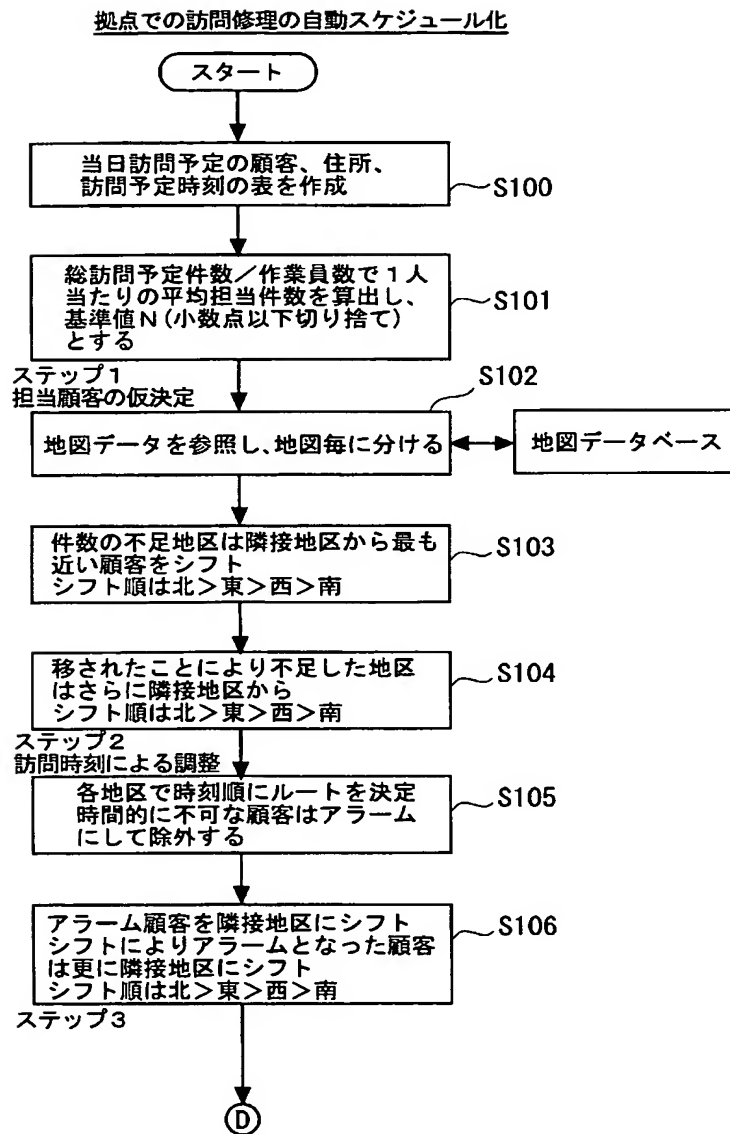 拠点での訪問修理の自動スケジュール化
スタート
当日訪問予定の顧客、住所、
訪問予定時刻の表を作成
S100
総訪問予定件数／作業員数で１人
当たりの平均担当件数を算出し、
基準値Ｎ(小数点以下切り捨て)
とする
S101
ステップ１
担当顧客の仮決定
S102
地図データを参照し、地図毎に分ける
地図データベース
件数の不足地区は隣接地区から最も
近い顧客をシフト
シフト順は北＞東＞西＞南
S103
移されたことにより不足した地区
はさらに隣接地区から
シフト順は北＞東＞西＞南
S104
ステップ２
訪問時刻による調整
各地区で時刻順にルートを決定
時間的に不可な顧客はアラーム
にして除外する
S105
アラーム顧客を隣接地区にシフト
シフトによりアラームとなった顧客
は更に隣接地区にシフト
シフト順は北＞東＞西＞南
S106
ステップ３
D